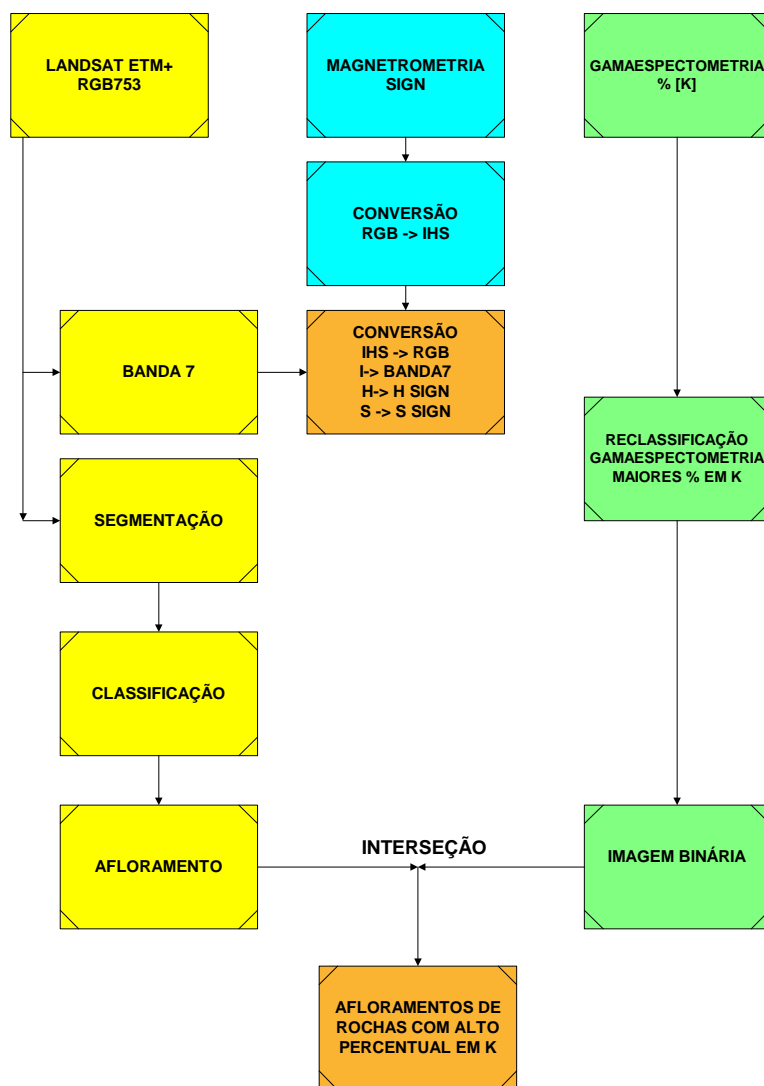 LANDSAT ETM+
RGB753
MAGNETROMETRIA
SIGN
GAMAESPECTOMETRIA
% [K]
CONVERSÃO
RGB -> IHS
BANDA 7
CONVERSÃO
IHS -> RGB
I-> BANDA7
H-> H SIGN
S -> S SIGN
RECLASSIFICAÇÃO
GAMAESPECTOMETRIA
MAIORES % EM K
SEGMENTAÇÃO
CLASSIFICAÇÃO
AFLORAMENTO
INTERSEÇÃO
IMAGEM BINÁRIA
AFLORAMENTOS DE
ROCHAS COM ALTO
PERCENTUAL EM K